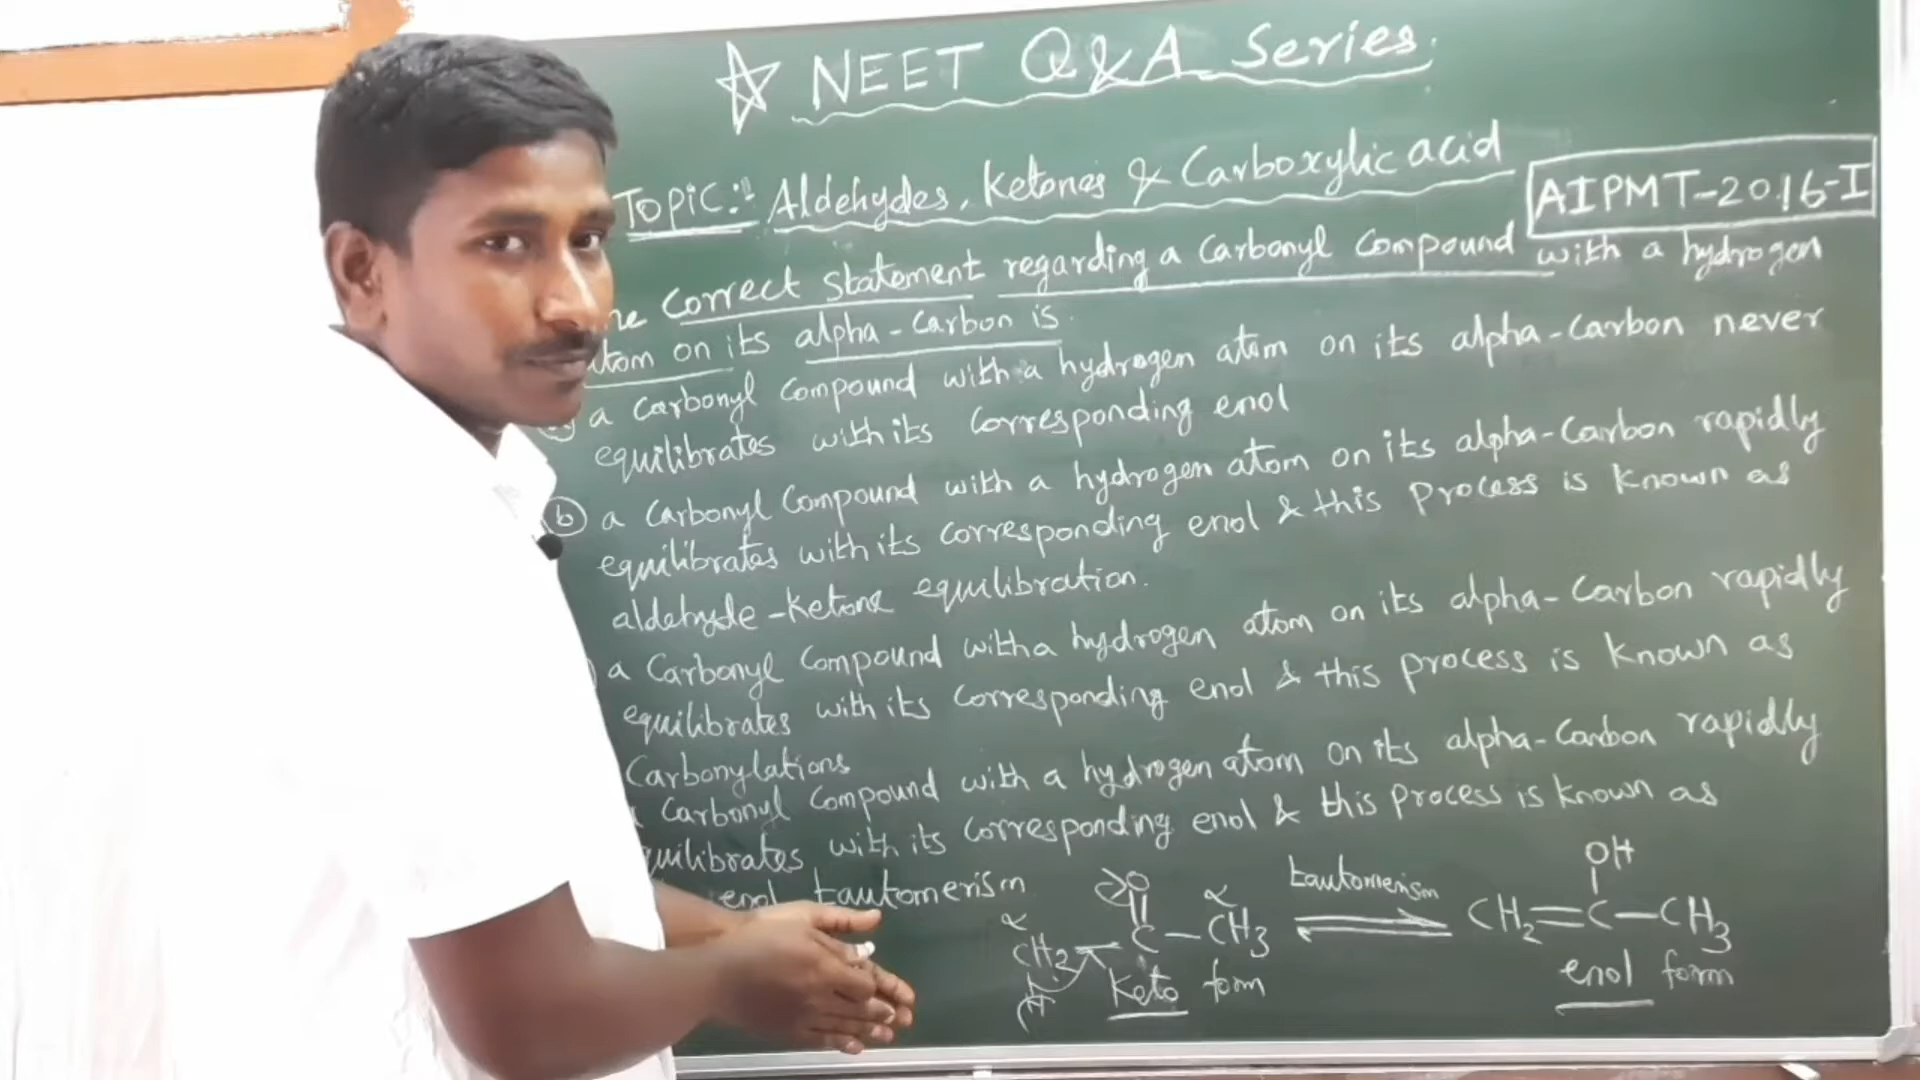 NEET Q&A Series.
Topic:- Aldehydes, Ketones & Carboxylic acid
AIPMT-2016-I
Correct statement regarding a Carbonyl Compound with a hydrogen
on its alpha-Carbon is.
a Carbonyl Compound with a hydrogen atom on its alpha-Carbon never
equilibrates with its Corresponding enol
b a Carbonyl Compound with a hydrogen atom on its alpha-Carbon rapidly
equilibrates with its corresponding enol & this process is known as
aldehyde-Ketone equilibration.
a Carbonyl Compound with a hydrogen atom on its alpha-Carbon rapidly
equilibrates with its Corresponding enol & this process is known as
Carbonylations
Carbonyl Compound with a hydrogen atom on its alpha-Carbon rapidly
with its Corresponding enol & this process is known as
enol tautomerism
α O α tautomerism OH
CH2 - C - CH3 ⇌ CH2=C-CH3
H Keto form enol form